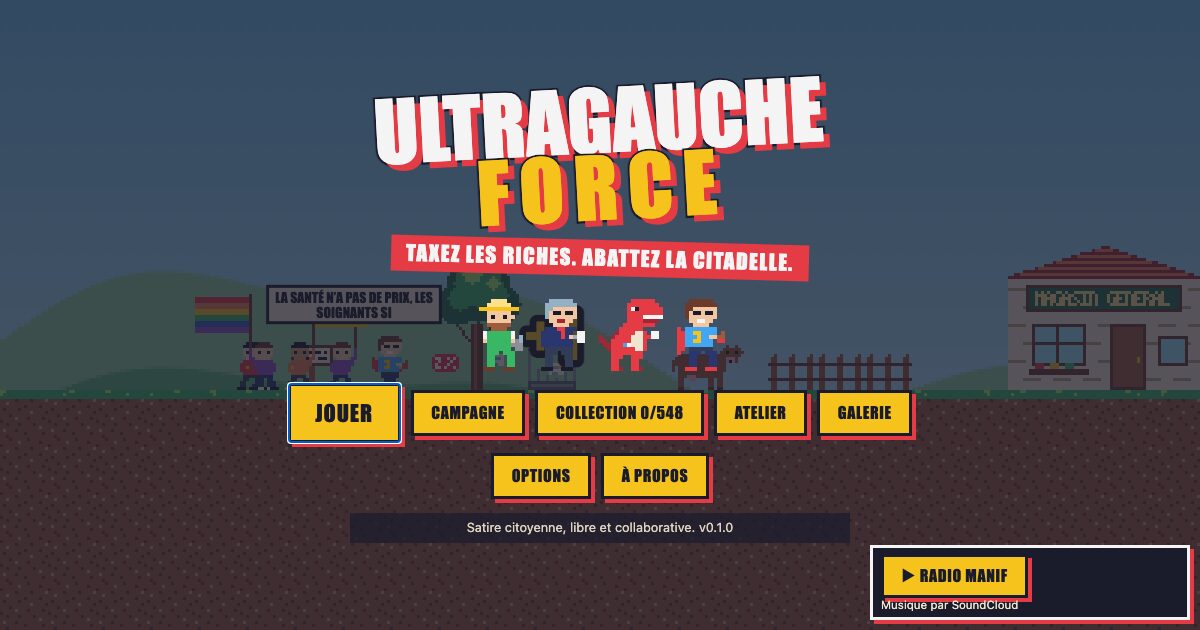 ULTRAGAUCHE
FORCE
TAXEZ LES RICHES. ABATTEZ LA CITADELLE.
LA SANTÉ N'A PAS DE PRIX, LES
SOIGNANTS SI
MAGASIN GENERAL
JOUER
CAMPAGNE
COLLECTION 0/548
ATELIER
GALERIE
OPTIONS
À PROPOS
Satire citoyenne, libre et collaborative. v0.1.0
▶ RADIO MANIF
Musique par SoundCloud